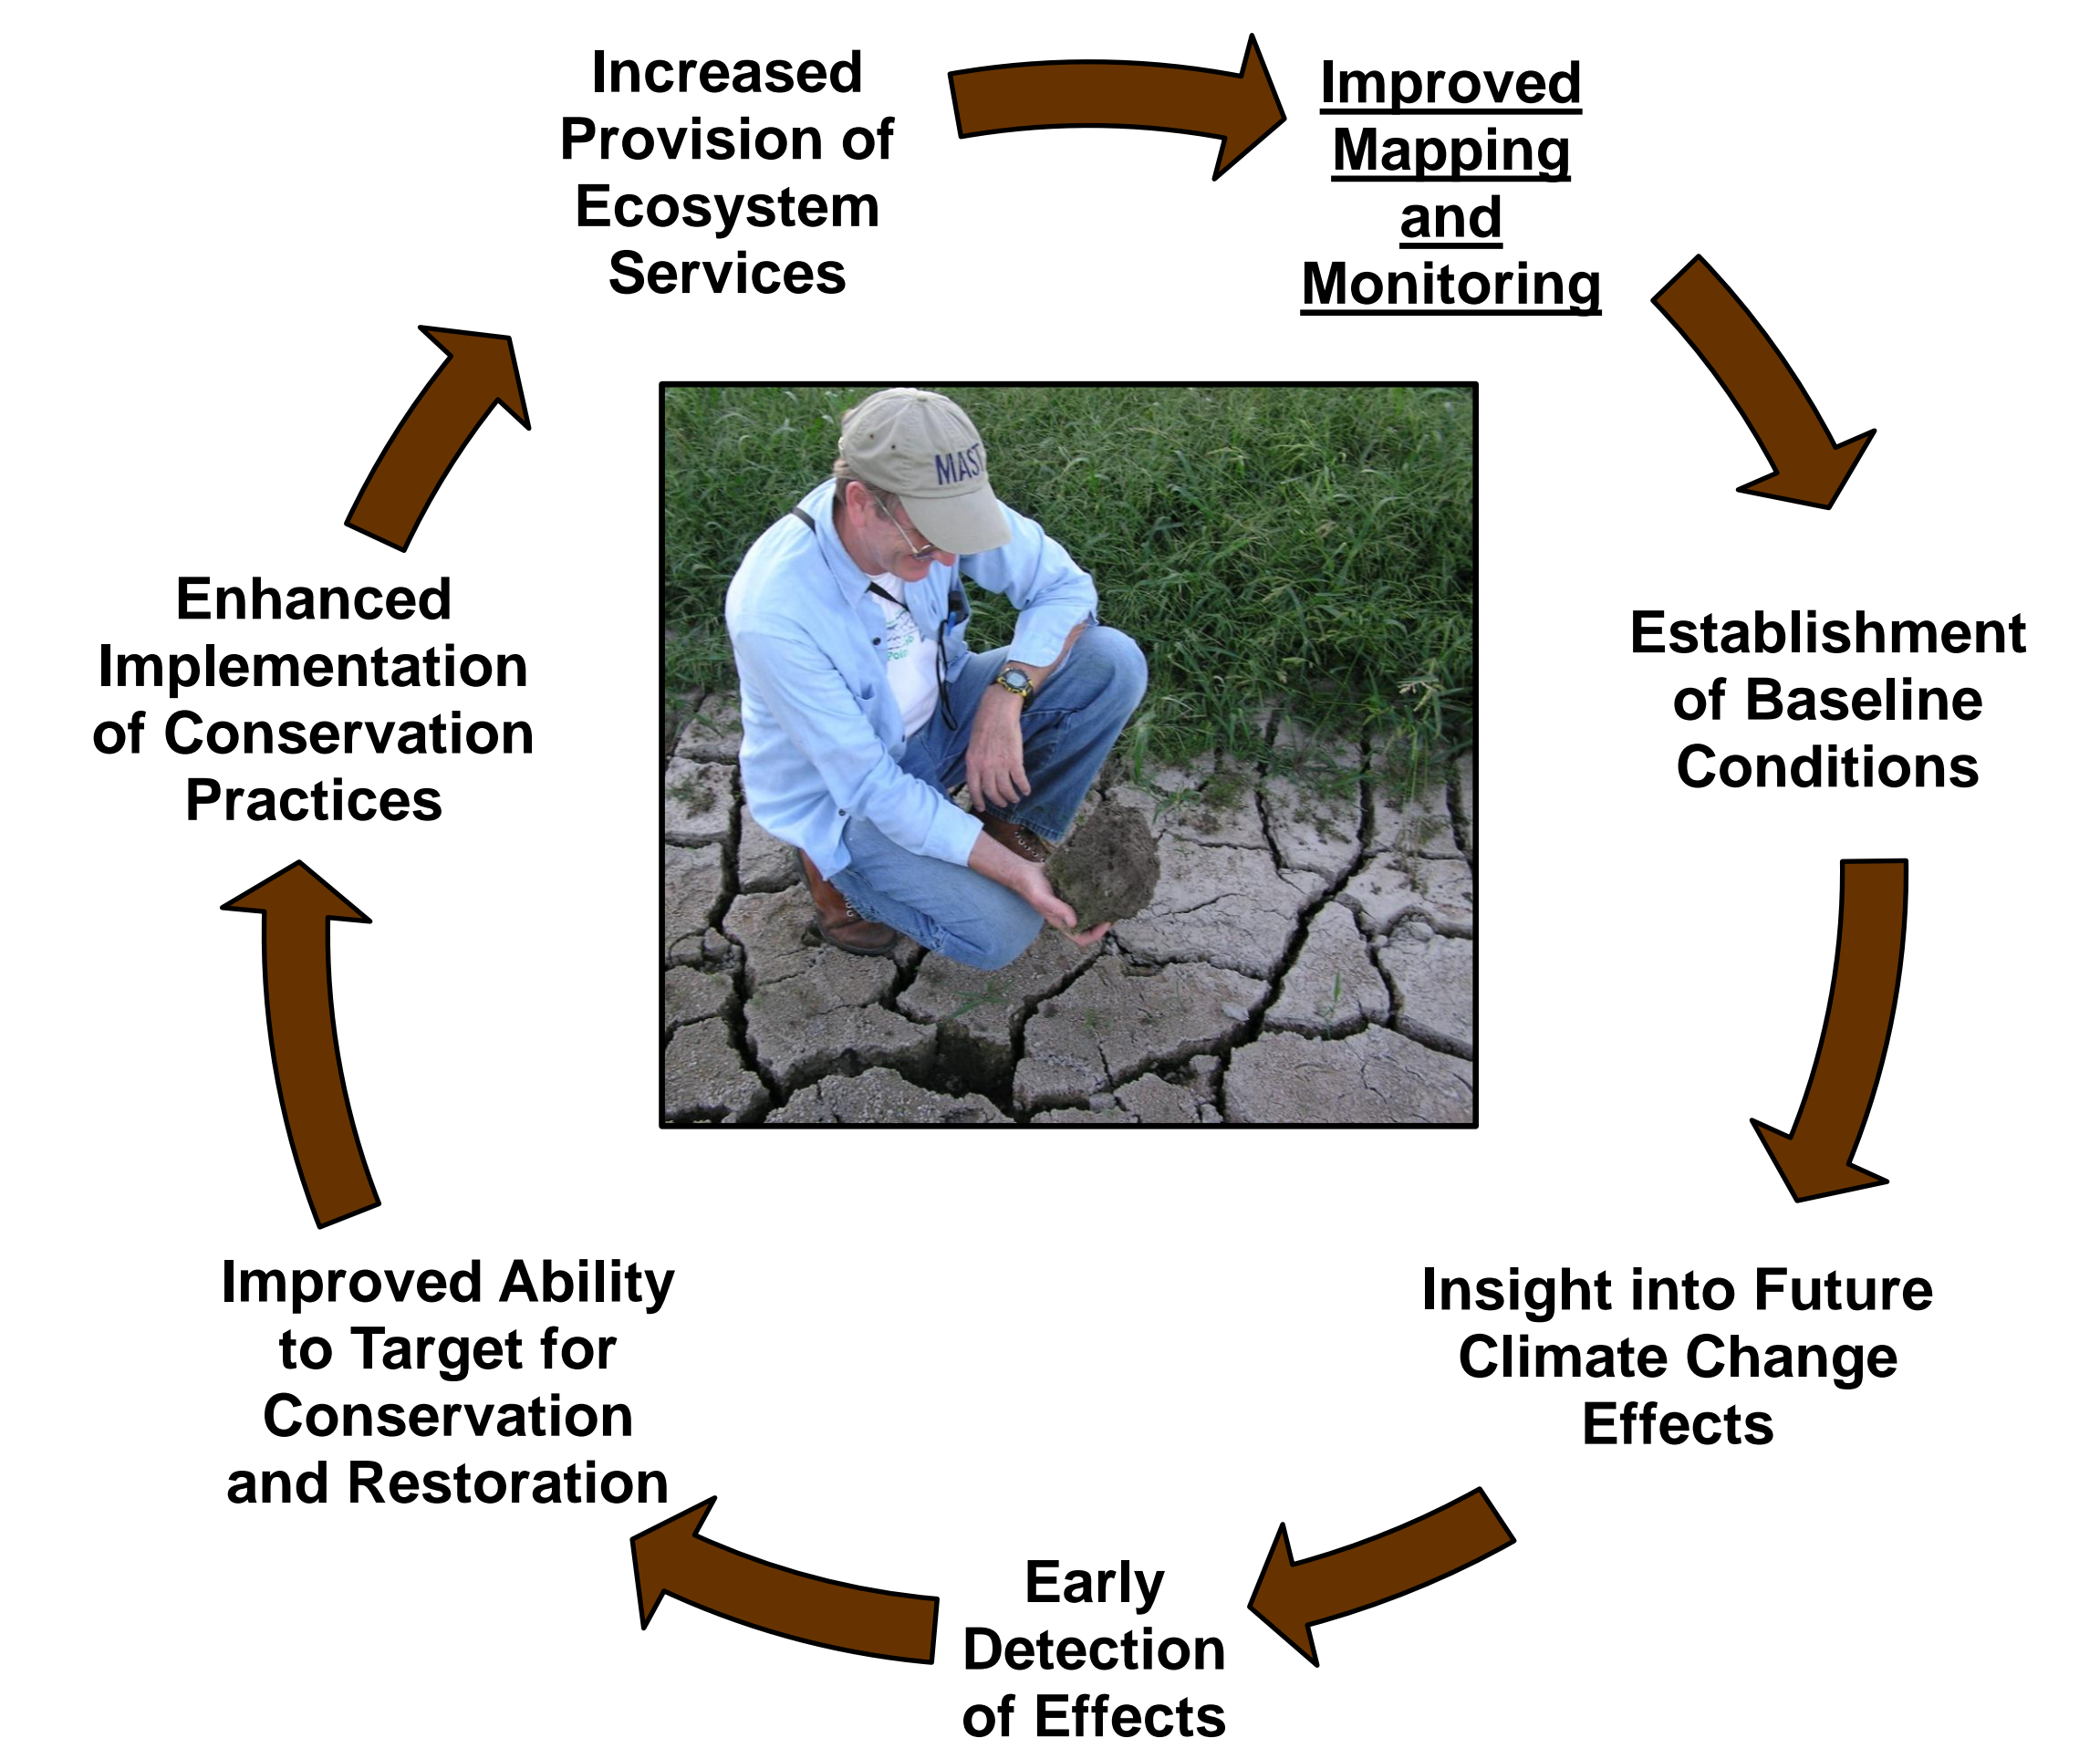 Increased
Provision of
Ecosystem
Services
Improved
Mapping
and
Monitoring
Establishment
of Baseline
Conditions
Insight into Future
Climate Change
Effects
Early
Detection
of Effects
Improved Ability
to Target for
Conservation
and Restoration
Enhanced
Implementation
of Conservation
Practices
MAST